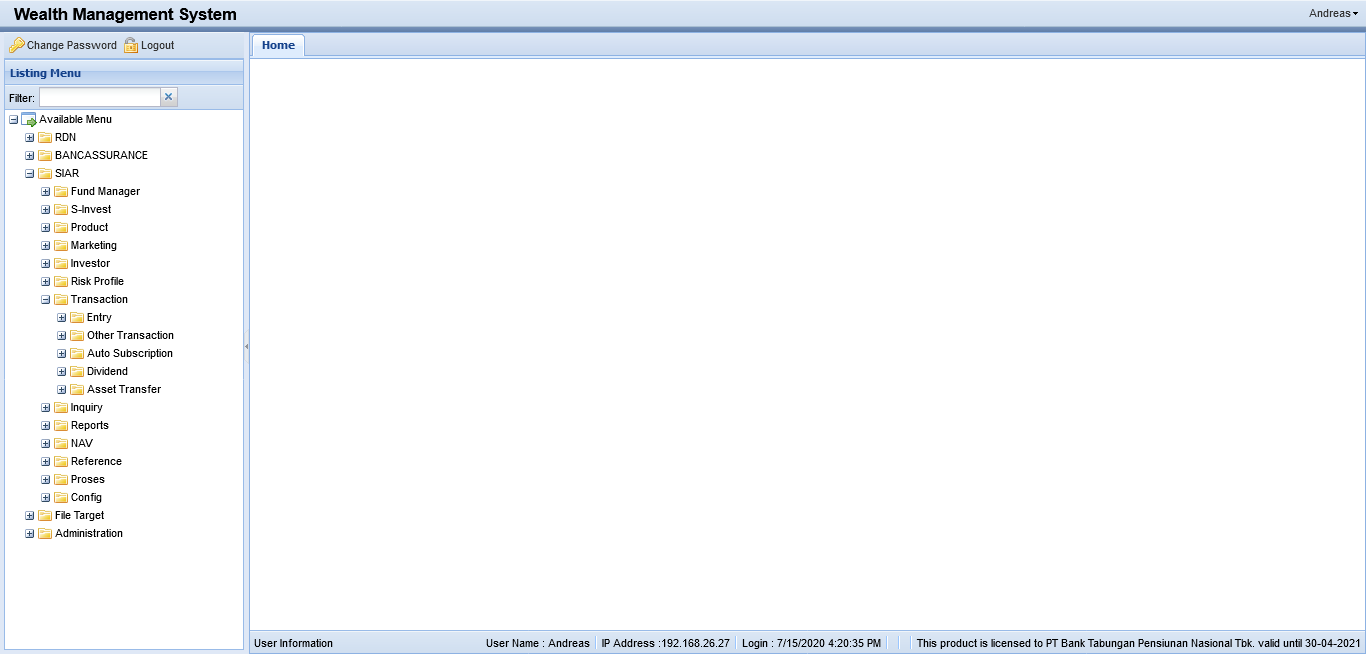 Wealth Management System
Andreas
Change Password Logout
Home
Listing Menu
Filter:
Available Menu
RDN
BANCASSURANCE
SIAR
Fund Manager
S-Invest
Product
Marketing
Investor
Risk Profile
Transaction
Entry
Other Transaction
Auto Subscription
Dividend
Asset Transfer
Inquiry
Reports
NAV
Reference
Proses
Config
File Target
Administration
User Information User Name : Andreas IP Address :192.168.26.27 Login : 7/15/2020 4:20:35 PM This product is licensed to PT Bank Tabungan Pensiunan Nasional Tbk. valid until 30-04-2021